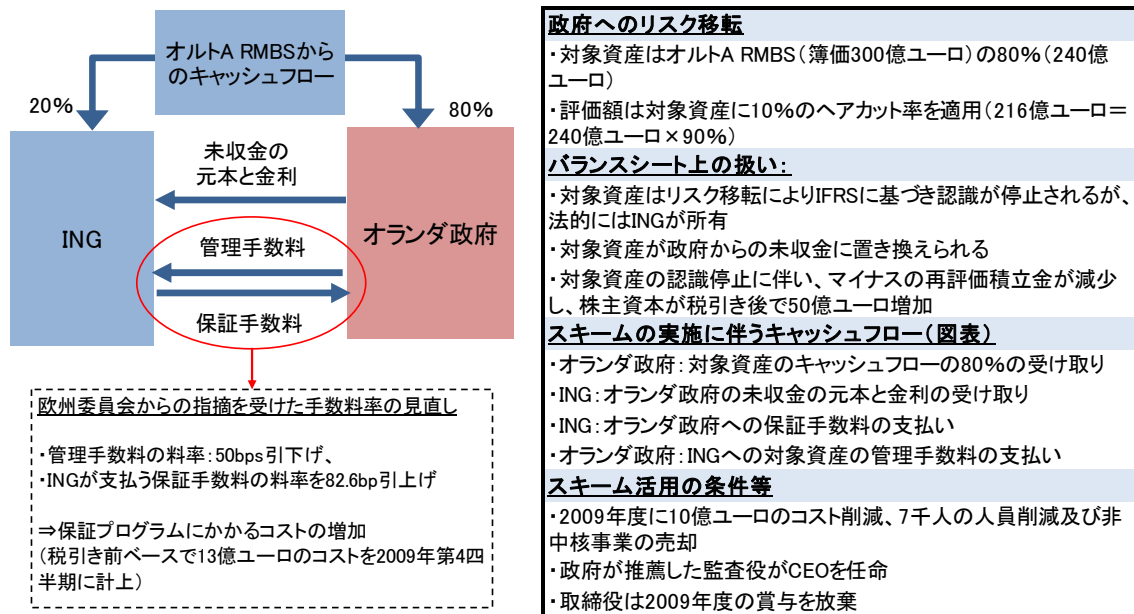 オルトA RMBSから
のキャッシュフロー
20%
80%
ING
オランダ政府
未収金の
元本と金利
管理手数料
保証手数料
欧州委員会からの指摘を受けた手数料率の見直し
・管理手数料の料率:50bps引下げ、
・INGが支払う保証手数料の料率を82.6bp引上げ
⇒保証プログラムにかかるコストの増加
(税引き前ベースで13億ユーロのコストを2009年第4四
半期に計上)
政府へのリスク移転
・対象資産はオルトA RMBS(簿価300億ユーロ)の80%(240億
ユーロ)
・評価額は対象資産に10%のヘアカット率を適用(216億ユーロ=
240億ユーロ×90%)
バランスシート上の扱い:
・対象資産はリスク移転によりIFRSに基づき認識が停止されるが、
法的にはINGが所有
・対象資産が政府からの未収金に置き換えられる
・対象資産の認識停止に伴い、マイナスの再評価積立金が減少
し、株主資本が税引き後で50億ユーロ増加
スキームの実施に伴うキャッシュフロー(図表)
・オランダ政府:対象資産のキャッシュフローの80%の受け取り
・ING:オランダ政府の未収金の元本と金利の受け取り
・ING:オランダ政府への保証手数料の支払い
・オランダ政府:INGへの対象資産の管理手数料の支払い
スキーム活用の条件等
・2009年度に10億ユーロのコスト削減、7千人の人員削減及び非
中核事業の売却
・政府が推薦した監査役がCEOを任命
・取締役は2009年度の賞与を放棄